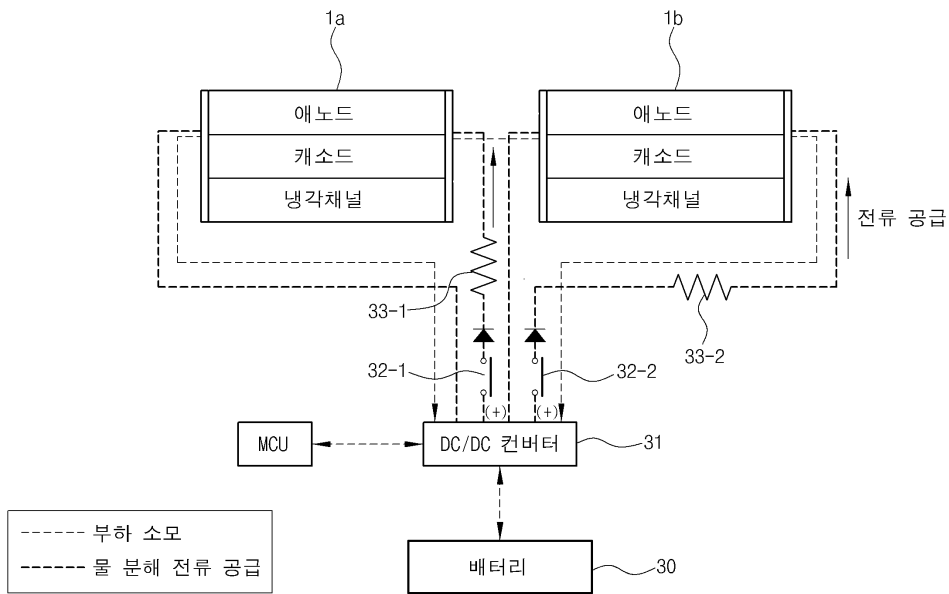 1a
1b
애노드
캐소드
냉각채널
애노드
캐소드
냉각채널
전류 공급
33-1
33-2
32-1
32-2
(+)
(+)
MCU
DC/DC 컨버터
31
부하 소모
물 분해 전류 공급
배터리
30